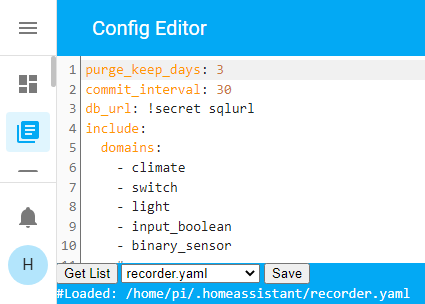 Config Editor
1 purge_keep_days: 3
2 commit_interval: 30
3 db_url: !secret sqlurl
4 include:
5   domains:
6     - climate
7     - switch
8     - light
9     - input_boolean
10     - binary_sensor
H
Get List recorder.yaml Save
#Loaded: /home/pi/.homeassistant/recorder.yaml